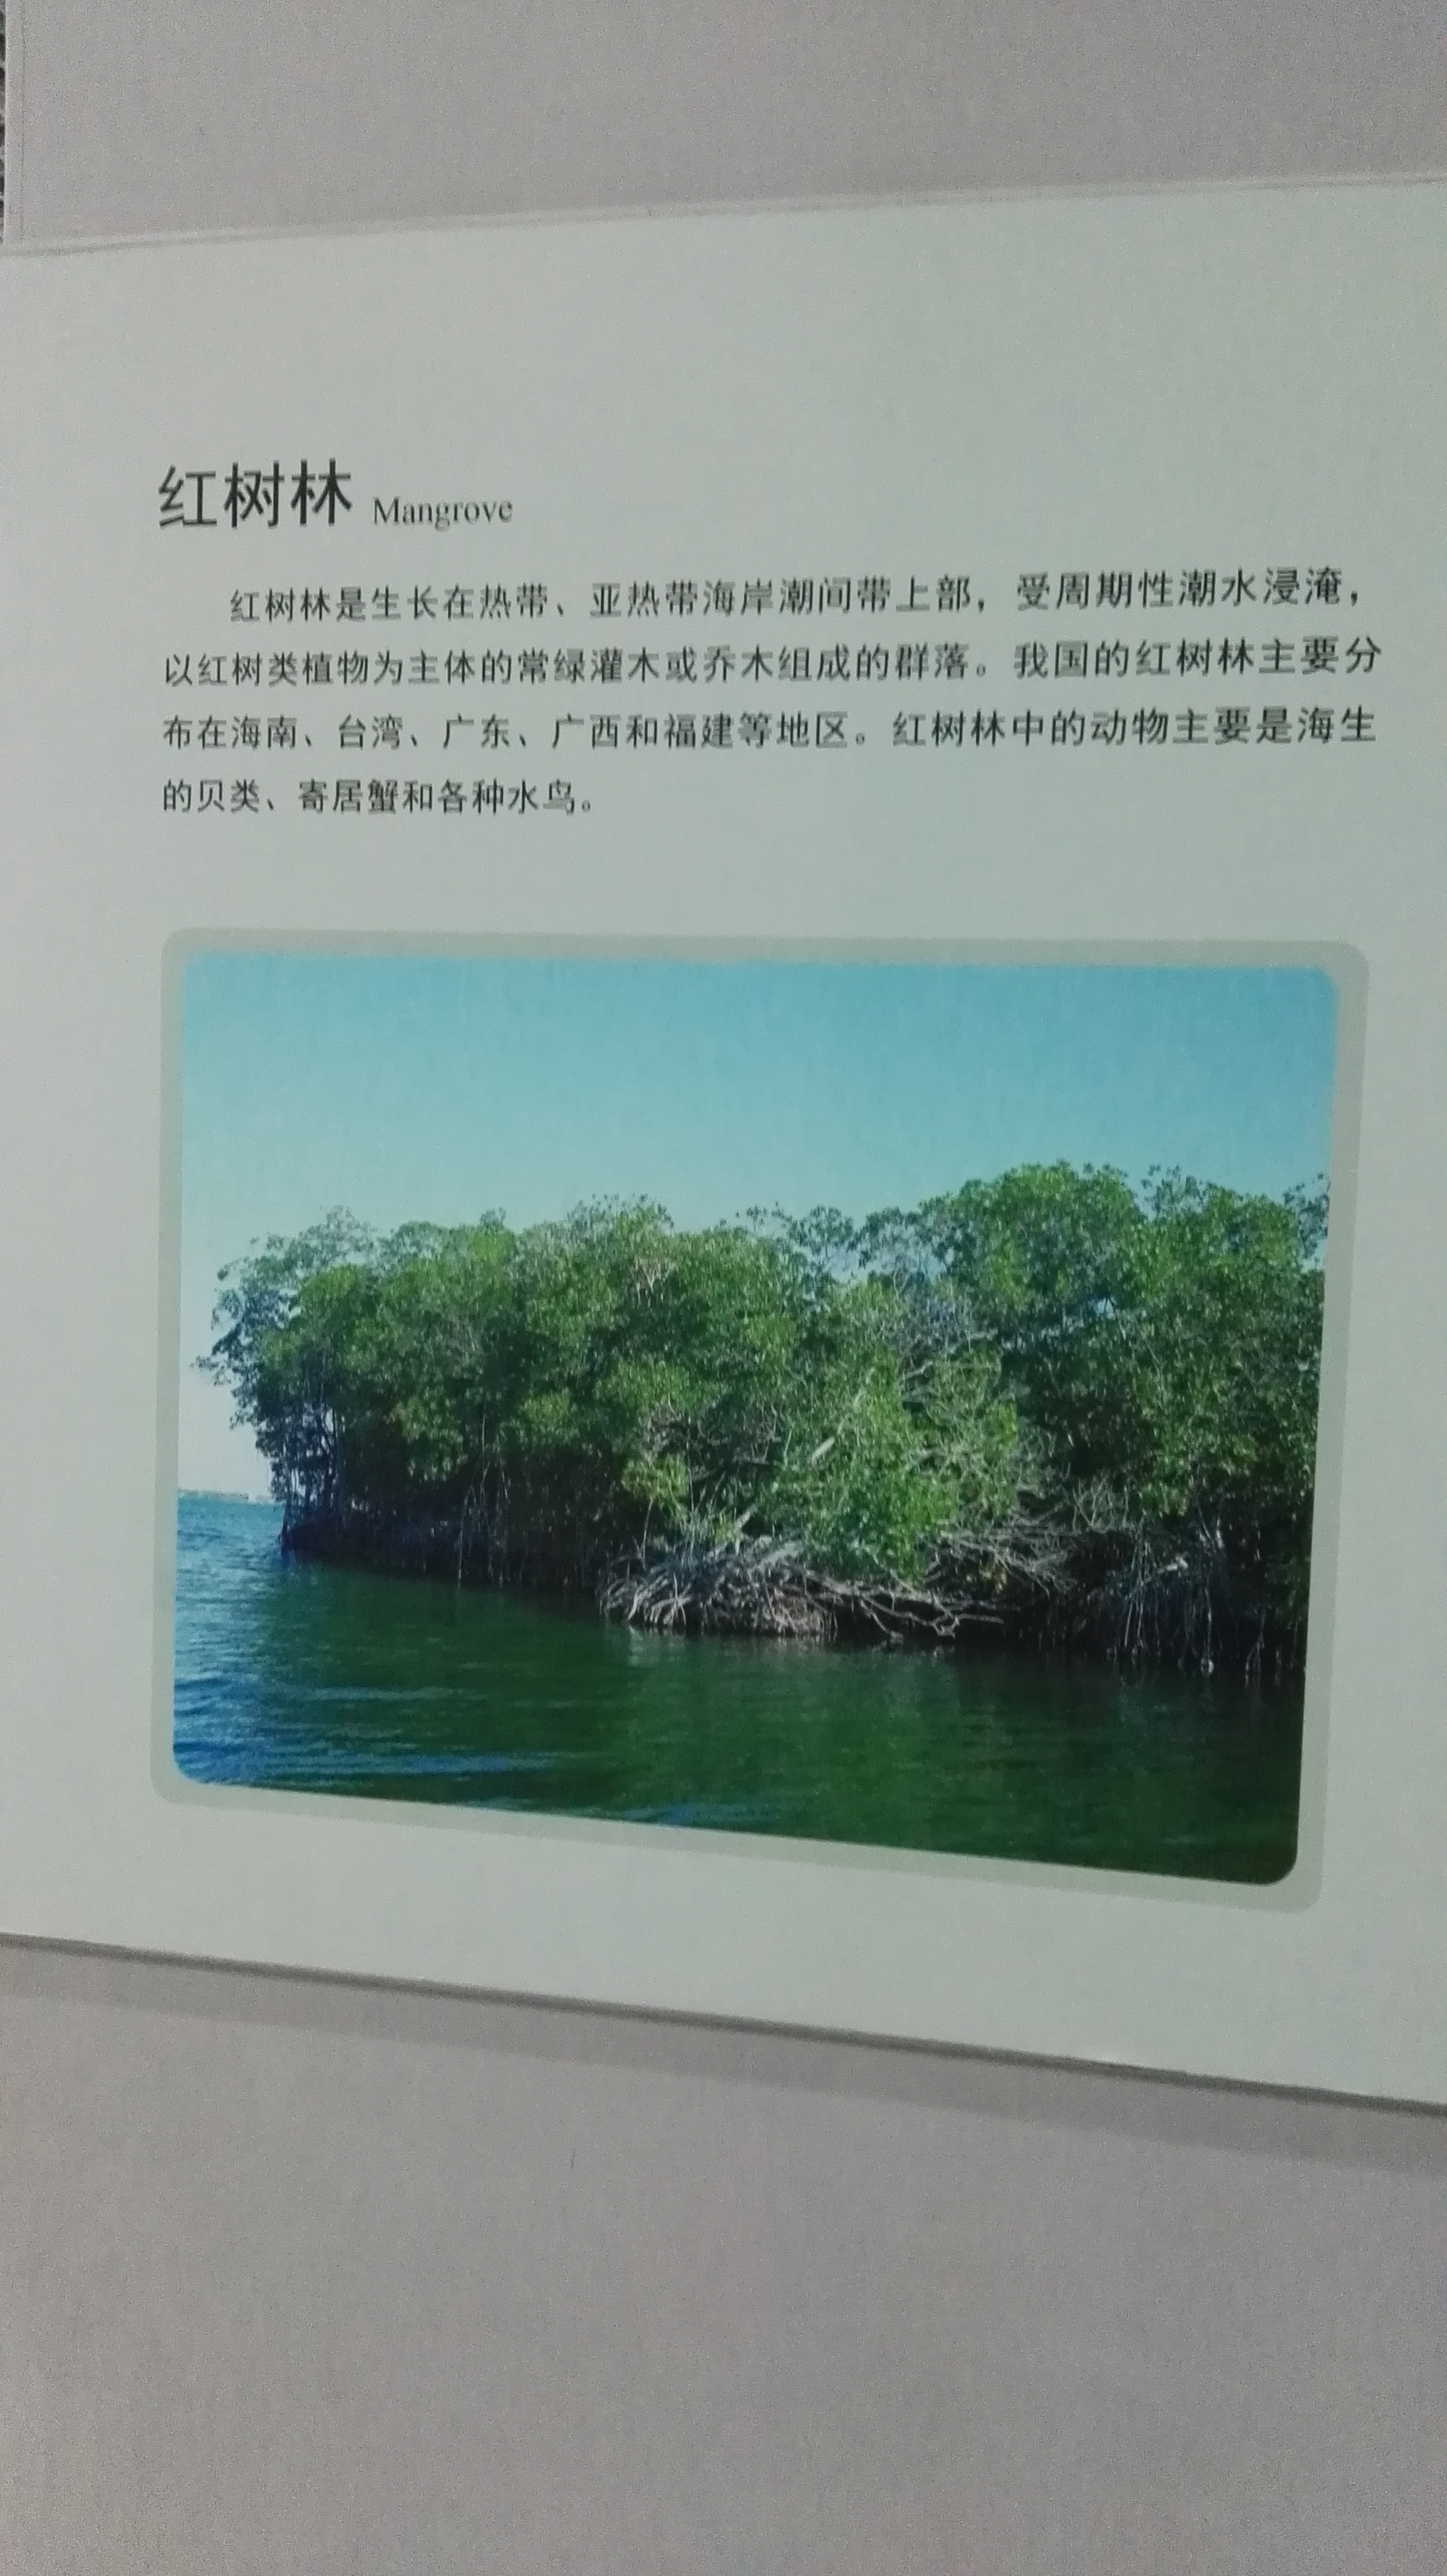 红树林 Mangrove
红树林是生长在热带、亚热带海岸潮间带上部，受周期性潮水浸淹，
以红树类植物为主体的常绿灌木或乔木组成的群落。我国的红树林主要分
布在海南、台湾、广东、广西和福建等地区。红树林中的动物主要是海生
的贝类、寄居蟹和各种水鸟。